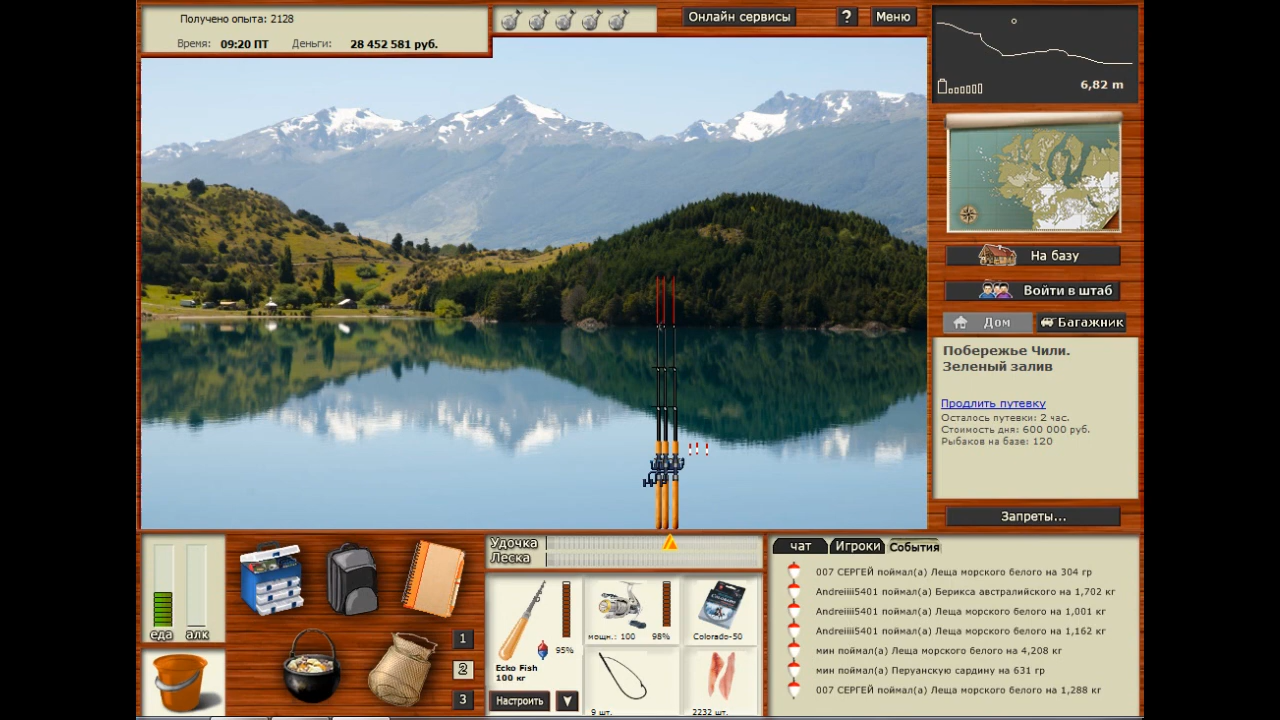 Получено опыта: 2128
Время: 09:20 ПТ Деньги: 28 452 581 руб.
Онлайн сервисы
?
Меню
6,82 m
На базу
Войти в штаб
Дом
Багажник
Побережье Чили.
Зеленый залив
Продлить путевку
Осталось путевки: 2 час.
Стоимость дня: 600 000 руб.
Рыбаков на базе: 120
Запреты...
еда алк
1
2
3
Удочка
Леска
95%
Ecko Fish
100 кг
Настроить
мощн.: 100 98%
Colorado-50
9 шт.
2232 шт.
чат Игроки События
007 СЕРГЕЙ поймал(а) Леща морского белого на 304 гр
Andreiiii5401 поймал(а) Берикса австралийского на 1,702 кг
Andreiiii5401 поймал(а) Леща морского белого на 1,001 кг
Andreiiii5401 поймал(а) Леща морского белого на 1,162 кг
мин поймал(а) Леща морского белого на 4,208 кг
мин поймал(а) Перуанскую сардину на 631 гр
007 СЕРГЕЙ поймал(а) Леща морского белого на 1,288 кг